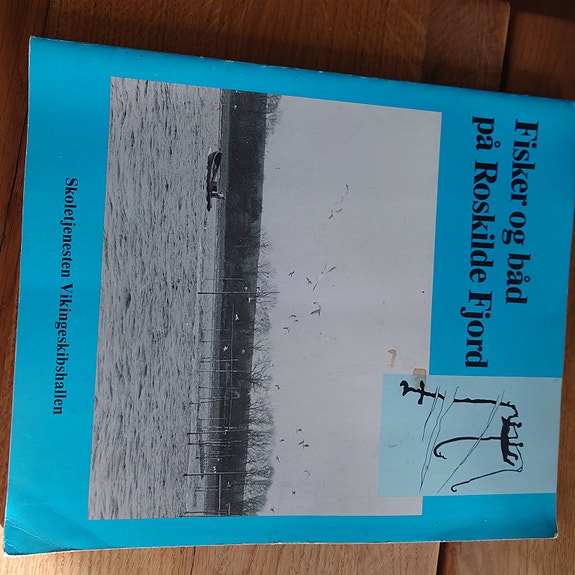 Fisker og båd
på Roskilde Fjord
Skoletjenesten Vikingeskibshallen